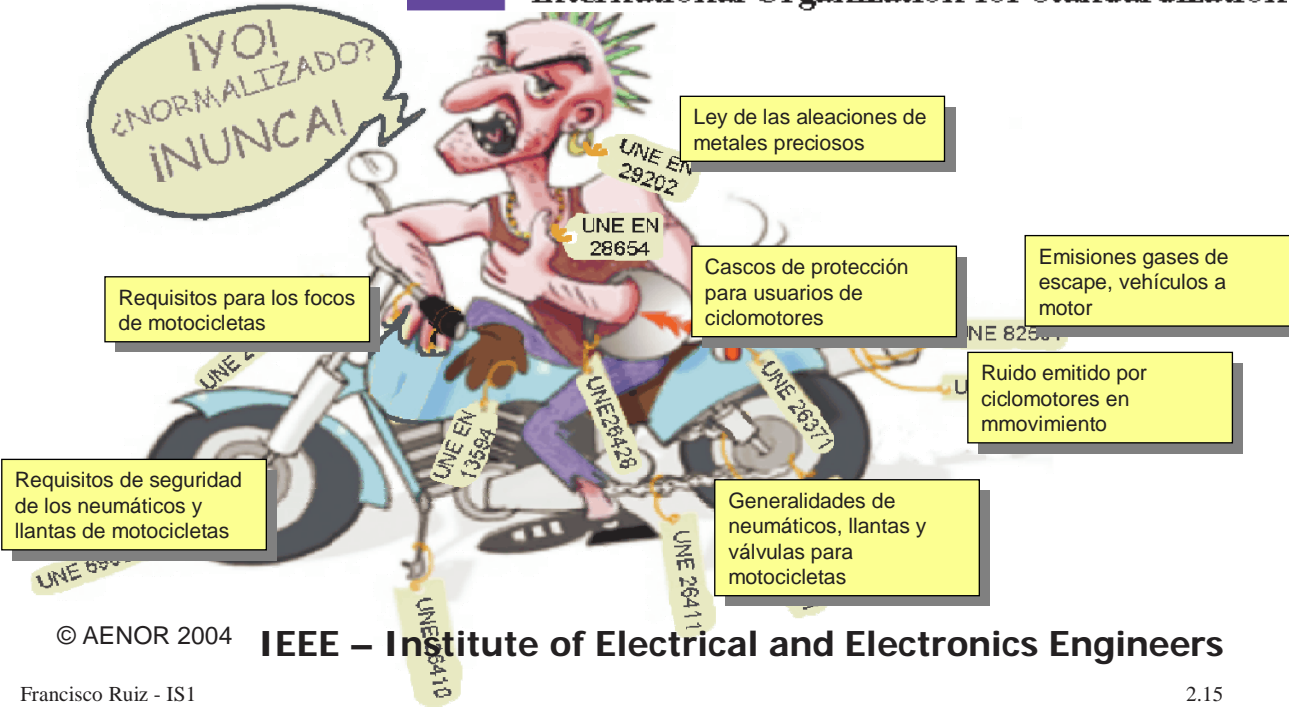 International Organization for Standardization
¡YO!
¿NORMALIZADO?
¡NUNCA!
Ley de las aleaciones de
metales preciosos
UNE EN
29202
UNE EN
28654
Requisitos para los focos
de motocicletas
Cascos de protección
para usuarios de
ciclomotores
Emisiones gases de
escape, vehículos a
motor
Ruido emitido por
ciclomotores en
mmovimiento
UNE
UNE EN
13594
UNE26428
UNE 26371
Requisitos de seguridad
de los neumáticos y
llantas de motocicletas
Generalidades de
neumáticos, llantas y
válvulas para
motocicletas
UNE
UNE 26411
UNE26410
© AENOR 2004
IEEE – Institute of Electrical and Electronics Engineers
Francisco Ruiz - IS1
2.15